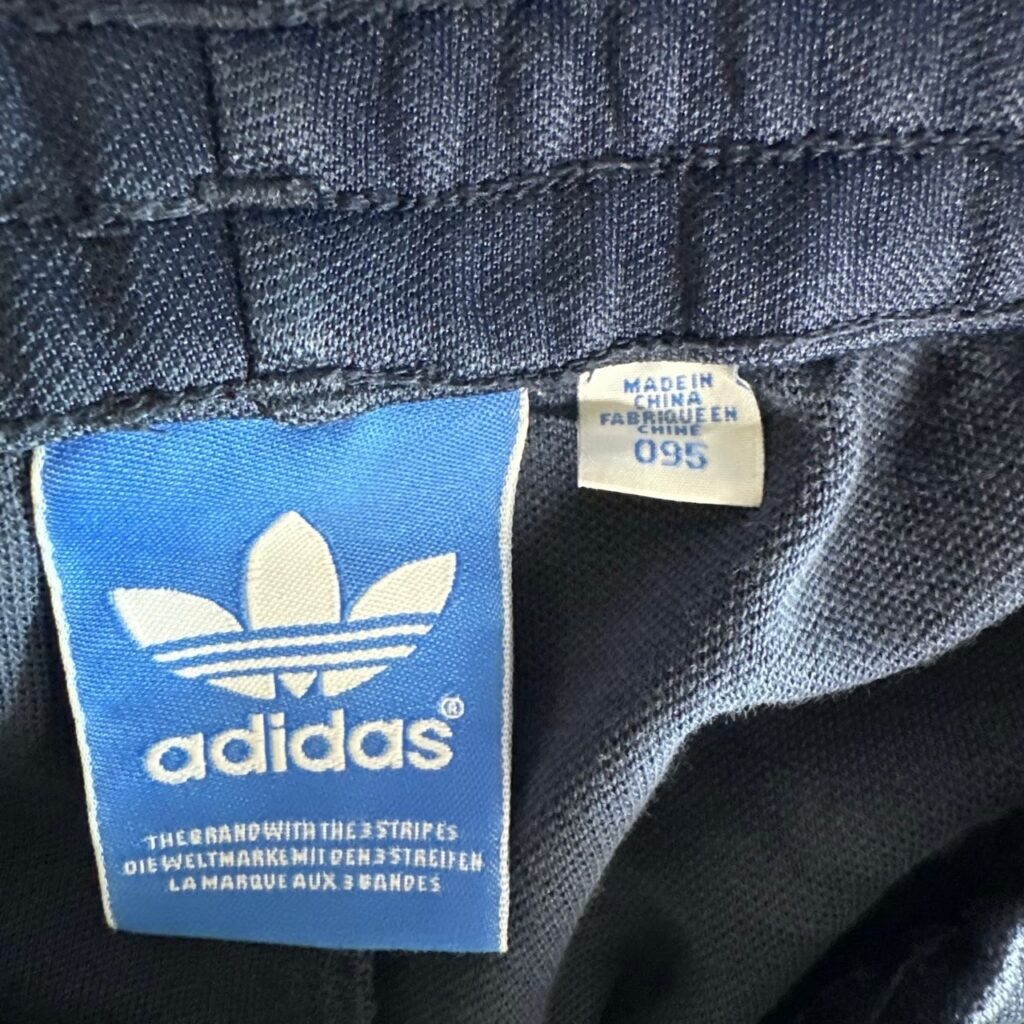 adidas®
THE BRAND WITH THE 3 STRIPES
DIE WELTMARKE MIT DEN 3 STREIFEN
LA MARQUE AUX 3 BANDES
MADE IN
CHINA
FABRIQUE EN
CHINE
095